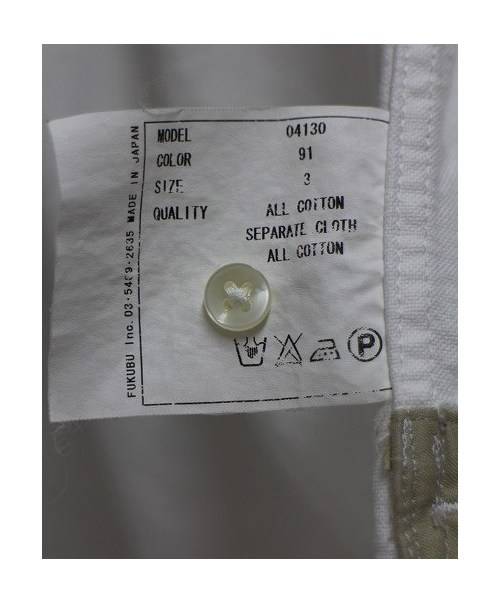 MODEL 04130
COLOR 91
SIZE 3
QUALITY ALL COTTON
SEPARATE CLOTH
ALL COTTON
P
FUKUBU Inc. 03-5489-2635 MADE IN JAPAN